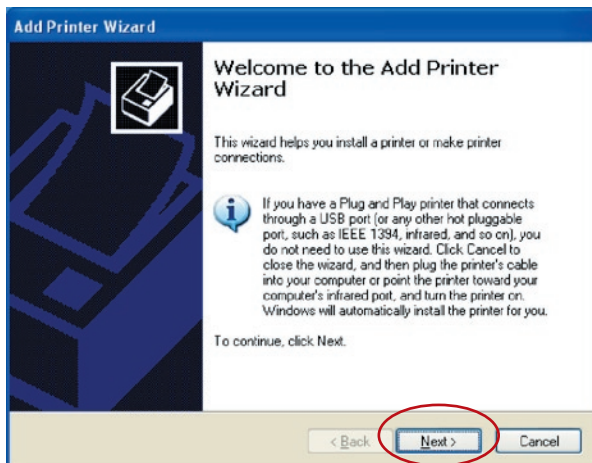 Add Printer Wizard
Welcome to the Add Printer
Wizard
This wizard helps you install a printer or make printer
connections.
If you have a Plug and Play printer that connects
through a USB port (or any other hot pluggable
port, such as IEEE 1394, infrared, and so on), you
do not need to use this wizard. Click Cancel to
close the wizard, and then plug the printer's cable
into your computer or point the printer toward your
computer's infrared port, and turn the printer on.
Windows will automatically install the printer for you.
To continue, click Next.
< Back Next > Cancel